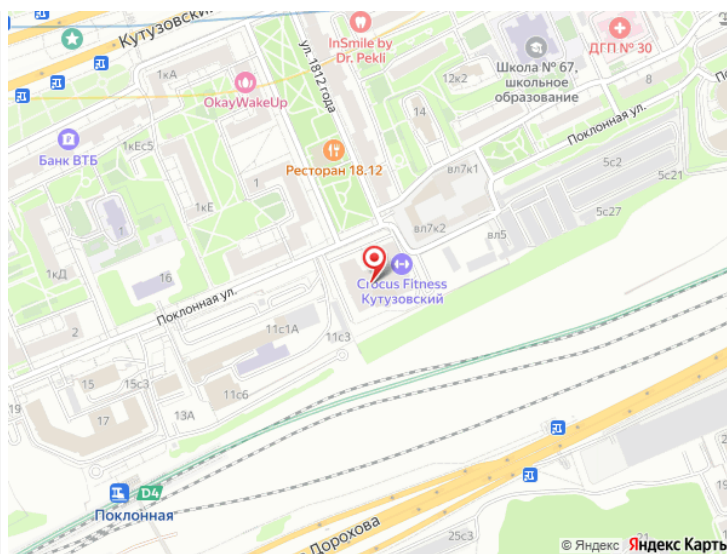 Кутузовский
InSmile by
Dr. Pekli
ДГП № 30
Школа № 67,
школьное
образование
1кА
ул. 1812 года
12к2
8
OkayWakeUp
14
Поклонная ул.
1кЕс5
Банк ВТБ
Ресторан 18.12
вл7к1
5с2
5с21
1
1кЕ
5с27
вл7к2
вл5
1
1кД
16
Crocus Fitness
Кутузовский
Поклонная ул.
2
11с1А
11с3
15
15с3
11с6
19
17
13А
D4
Поклонная
Дорохова
25с3
21
© Яндекс Яндекс Карты